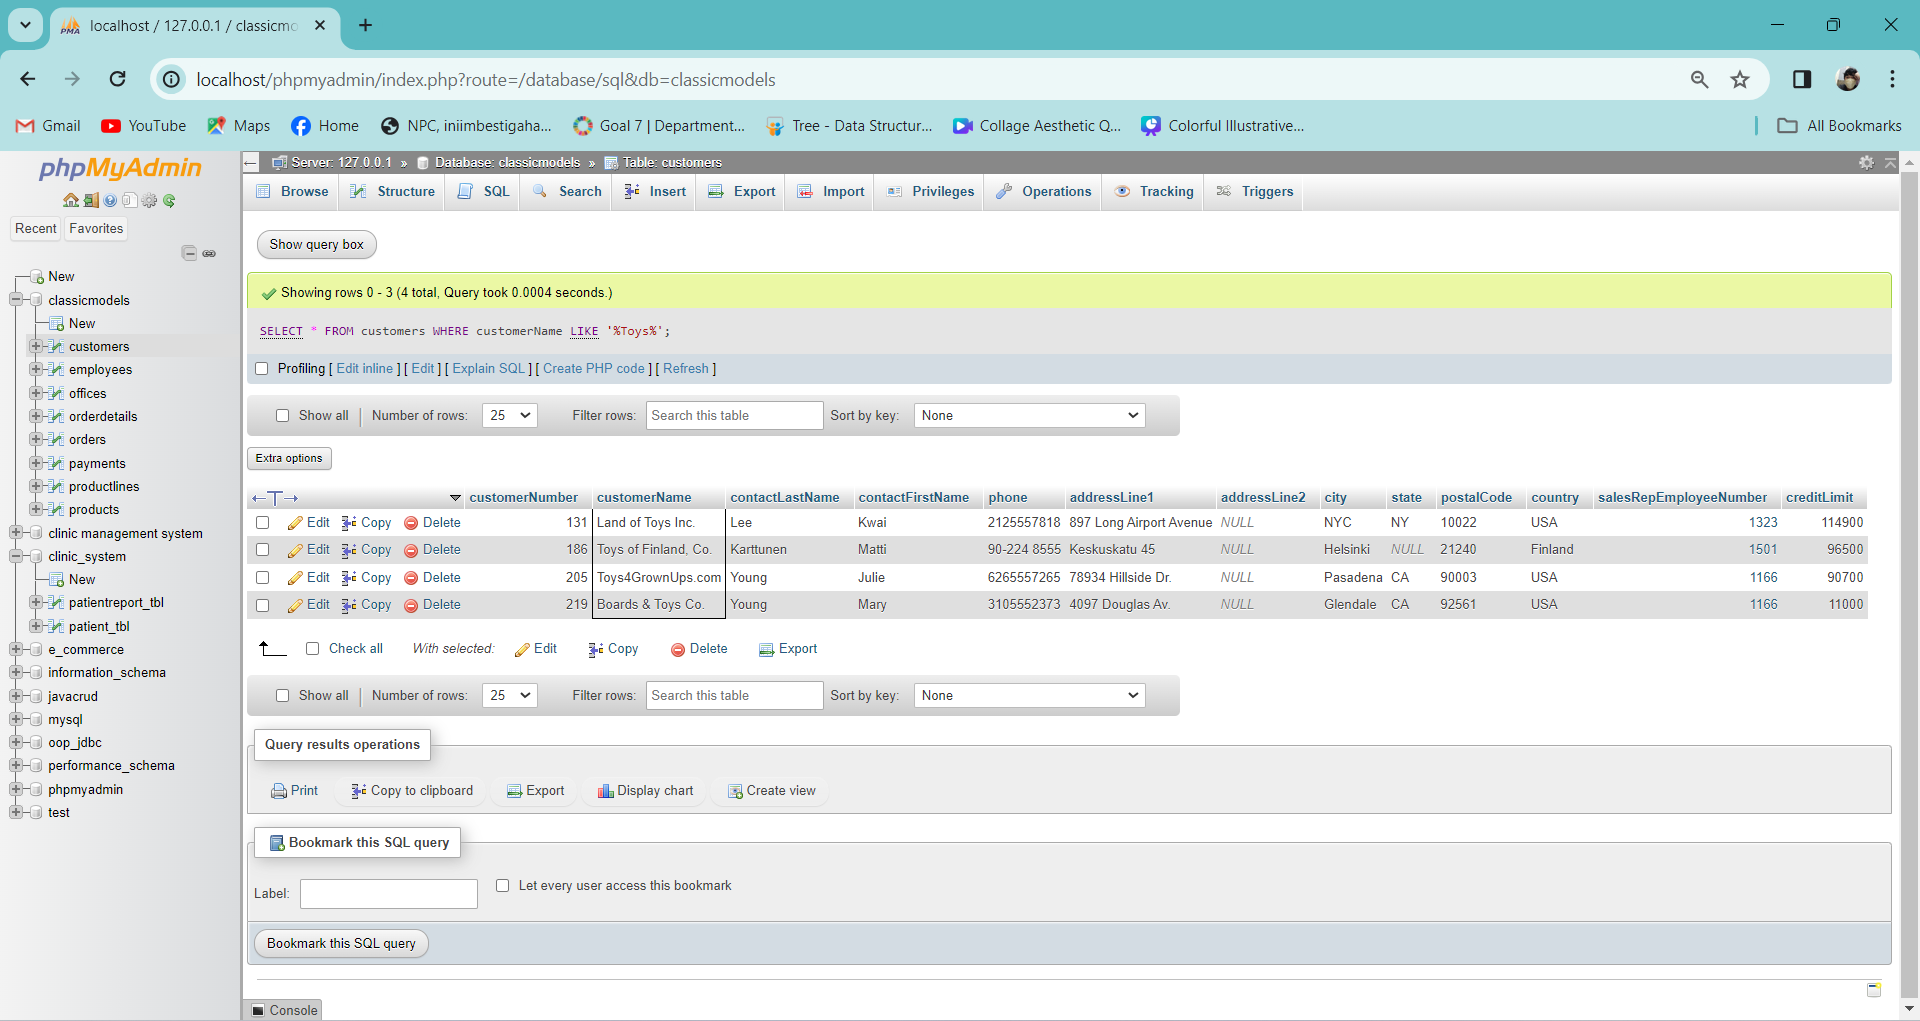 localhost / 127.0.0.1 / classicmo
localhost/phpmyadmin/index.php?route=/database/sql&db=classicmodels
Gmail YouTube Maps Home NPC, iniimbestigaha... Goal 7 | Department... Tree - Data Structur... Collage Aesthetic Q... Colorful Illustrative... All Bookmarks
phpMyAdmin
Recent Favorites
New
classicmodels
New
customers
employees
offices
orderdetails
orders
payments
productlines
products
clinic management system
clinic_system
New
patientreport_tbl
patient_tbl
e_commerce
information_schema
javacrud
mysql
oop_jdbc
performance_schema
phpmyadmin
test
Server: 127.0.0.1 » Database: classicmodels » Table: customers
Browse Structure SQL Search Insert Export Import Privileges Operations Tracking Triggers
Show query box
Showing rows 0 - 3 (4 total, Query took 0.0004 seconds.)
SELECT * FROM customers WHERE customerName LIKE '%Toys%';
Profiling [ Edit inline ] [ Edit ] [ Explain SQL ] [ Create PHP code ] [ Refresh ]
Show all Number of rows: 25 Filter rows: Search this table Sort by key: None
Extra options
customerNumber customerName contactLastName contactFirstName phone addressLine1 addressLine2 city state postalCode country salesRepEmployeeNumber creditLimit
Edit Copy Delete 131 Land of Toys Inc. Lee Kwai 2125557818 897 Long Airport Avenue NULL NYC NY 10022 USA 1323 114900
Edit Copy Delete 186 Toys of Finland, Co. Karttunen Matti 90-224 8555 Keskuskatu 45 NULL Helsinki NULL 21240 Finland 1501 96500
Edit Copy Delete 205 Toys4GrownUps.com Young Julie 6265557265 78934 Hillside Dr. NULL Pasadena CA 90003 USA 1166 90700
Edit Copy Delete 219 Boards & Toys Co. Young Mary 3105552373 4097 Douglas Av. NULL Glendale CA 92561 USA 1166 11000
Check all With selected: Edit Copy Delete Export
Show all Number of rows: 25 Filter rows: Search this table Sort by key: None
Query results operations
Print Copy to clipboard Export Display chart Create view
Bookmark this SQL query
Label: Let every user access this bookmark
Bookmark this SQL query
Console